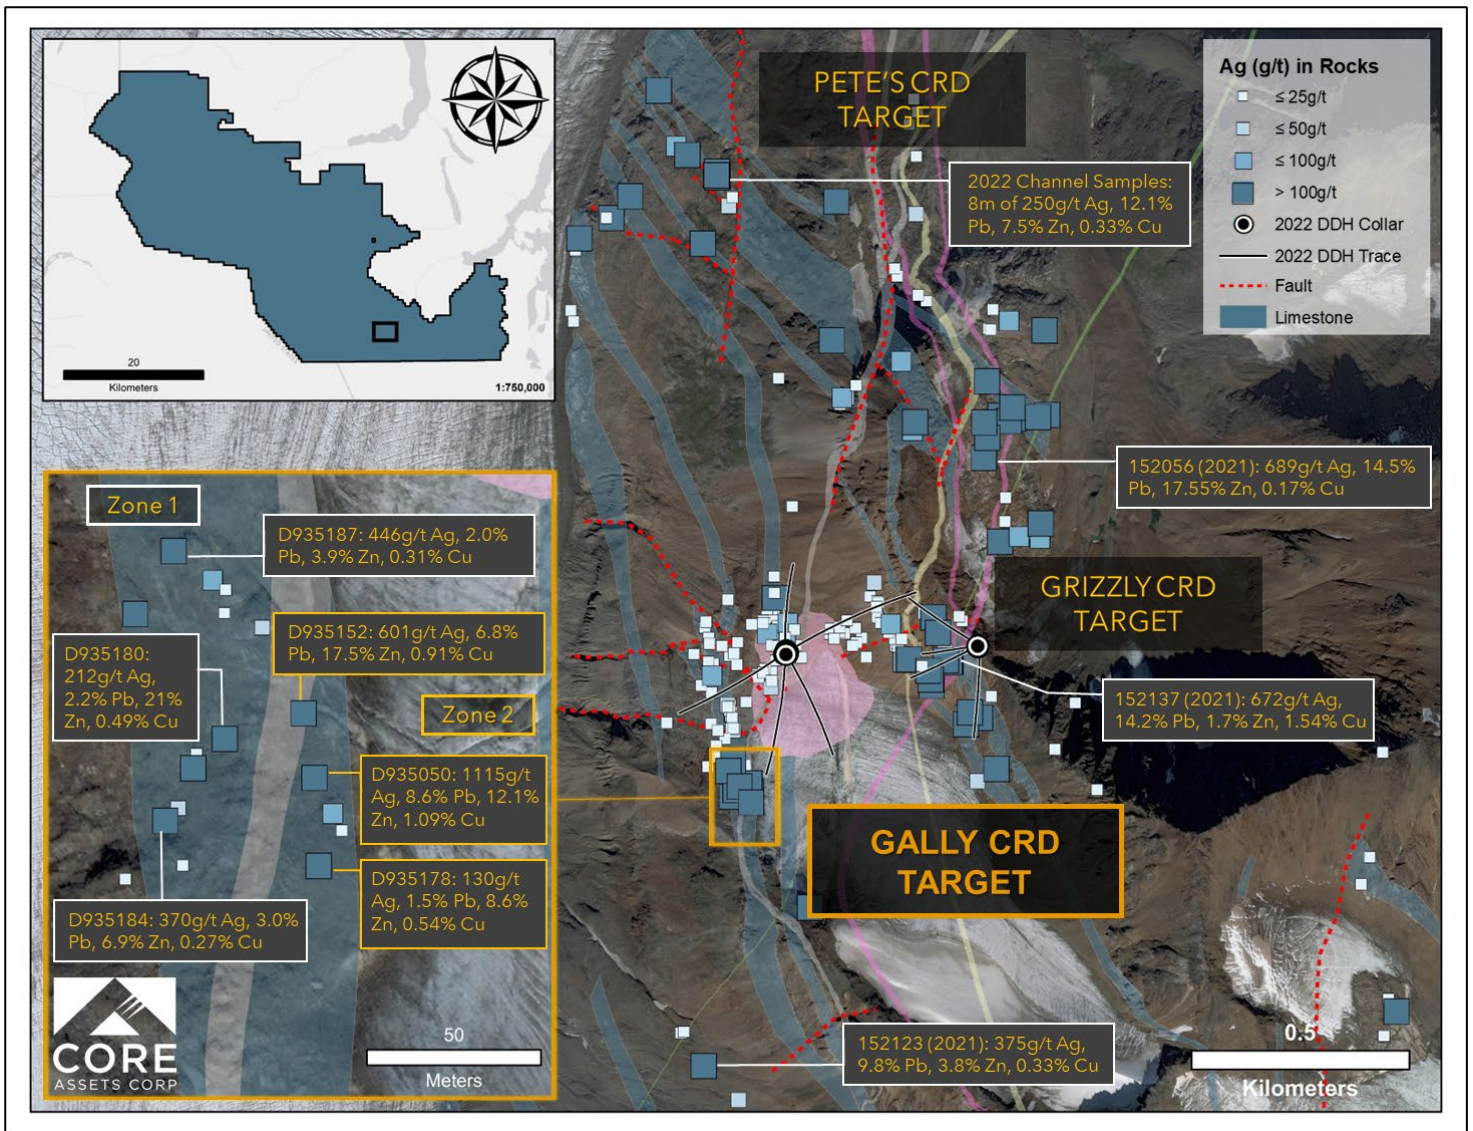 20
Kilometers
1:750,000
PETE'S CRD
TARGET
Ag (g/t) in Rocks
≤ 25g/t
≤ 50g/t
≤ 100g/t
> 100g/t
2022 DDH Collar
2022 DDH Trace
Fault
Limestone
2022 Channel Samples:
8m of 250g/t Ag, 12.1%
Pb, 7.5% Zn, 0.33% Cu
152056 (2021): 689g/t Ag, 14.5%
Pb, 17.55% Zn, 0.17% Cu
GRIZZLY CRD
TARGET
152137 (2021): 672g/t Ag,
14.2% Pb, 1.7% Zn, 1.54% Cu
GALLY CRD
TARGET
152123 (2021): 375g/t Ag,
9.8% Pb, 3.8% Zn, 0.33% Cu
0.5
Kilometers
Zone 1
D935187: 446g/t Ag, 2.0%
Pb, 3.9% Zn, 0.31% Cu
D935152: 601g/t Ag, 6.8%
Pb, 17.5% Zn, 0.91% Cu
D935180:
212g/t Ag,
2.2% Pb, 21%
Zn, 0.49% Cu
Zone 2
D935050: 1115g/t
Ag, 8.6% Pb, 12.1%
Zn, 1.09% Cu
D935178: 130g/t
Ag, 1.5% Pb, 8.6%
Zn, 0.54% Cu
D935184: 370g/t Ag, 3.0%
Pb, 6.9% Zn, 0.27% Cu
CORE
ASSETS CORP
50
Meters